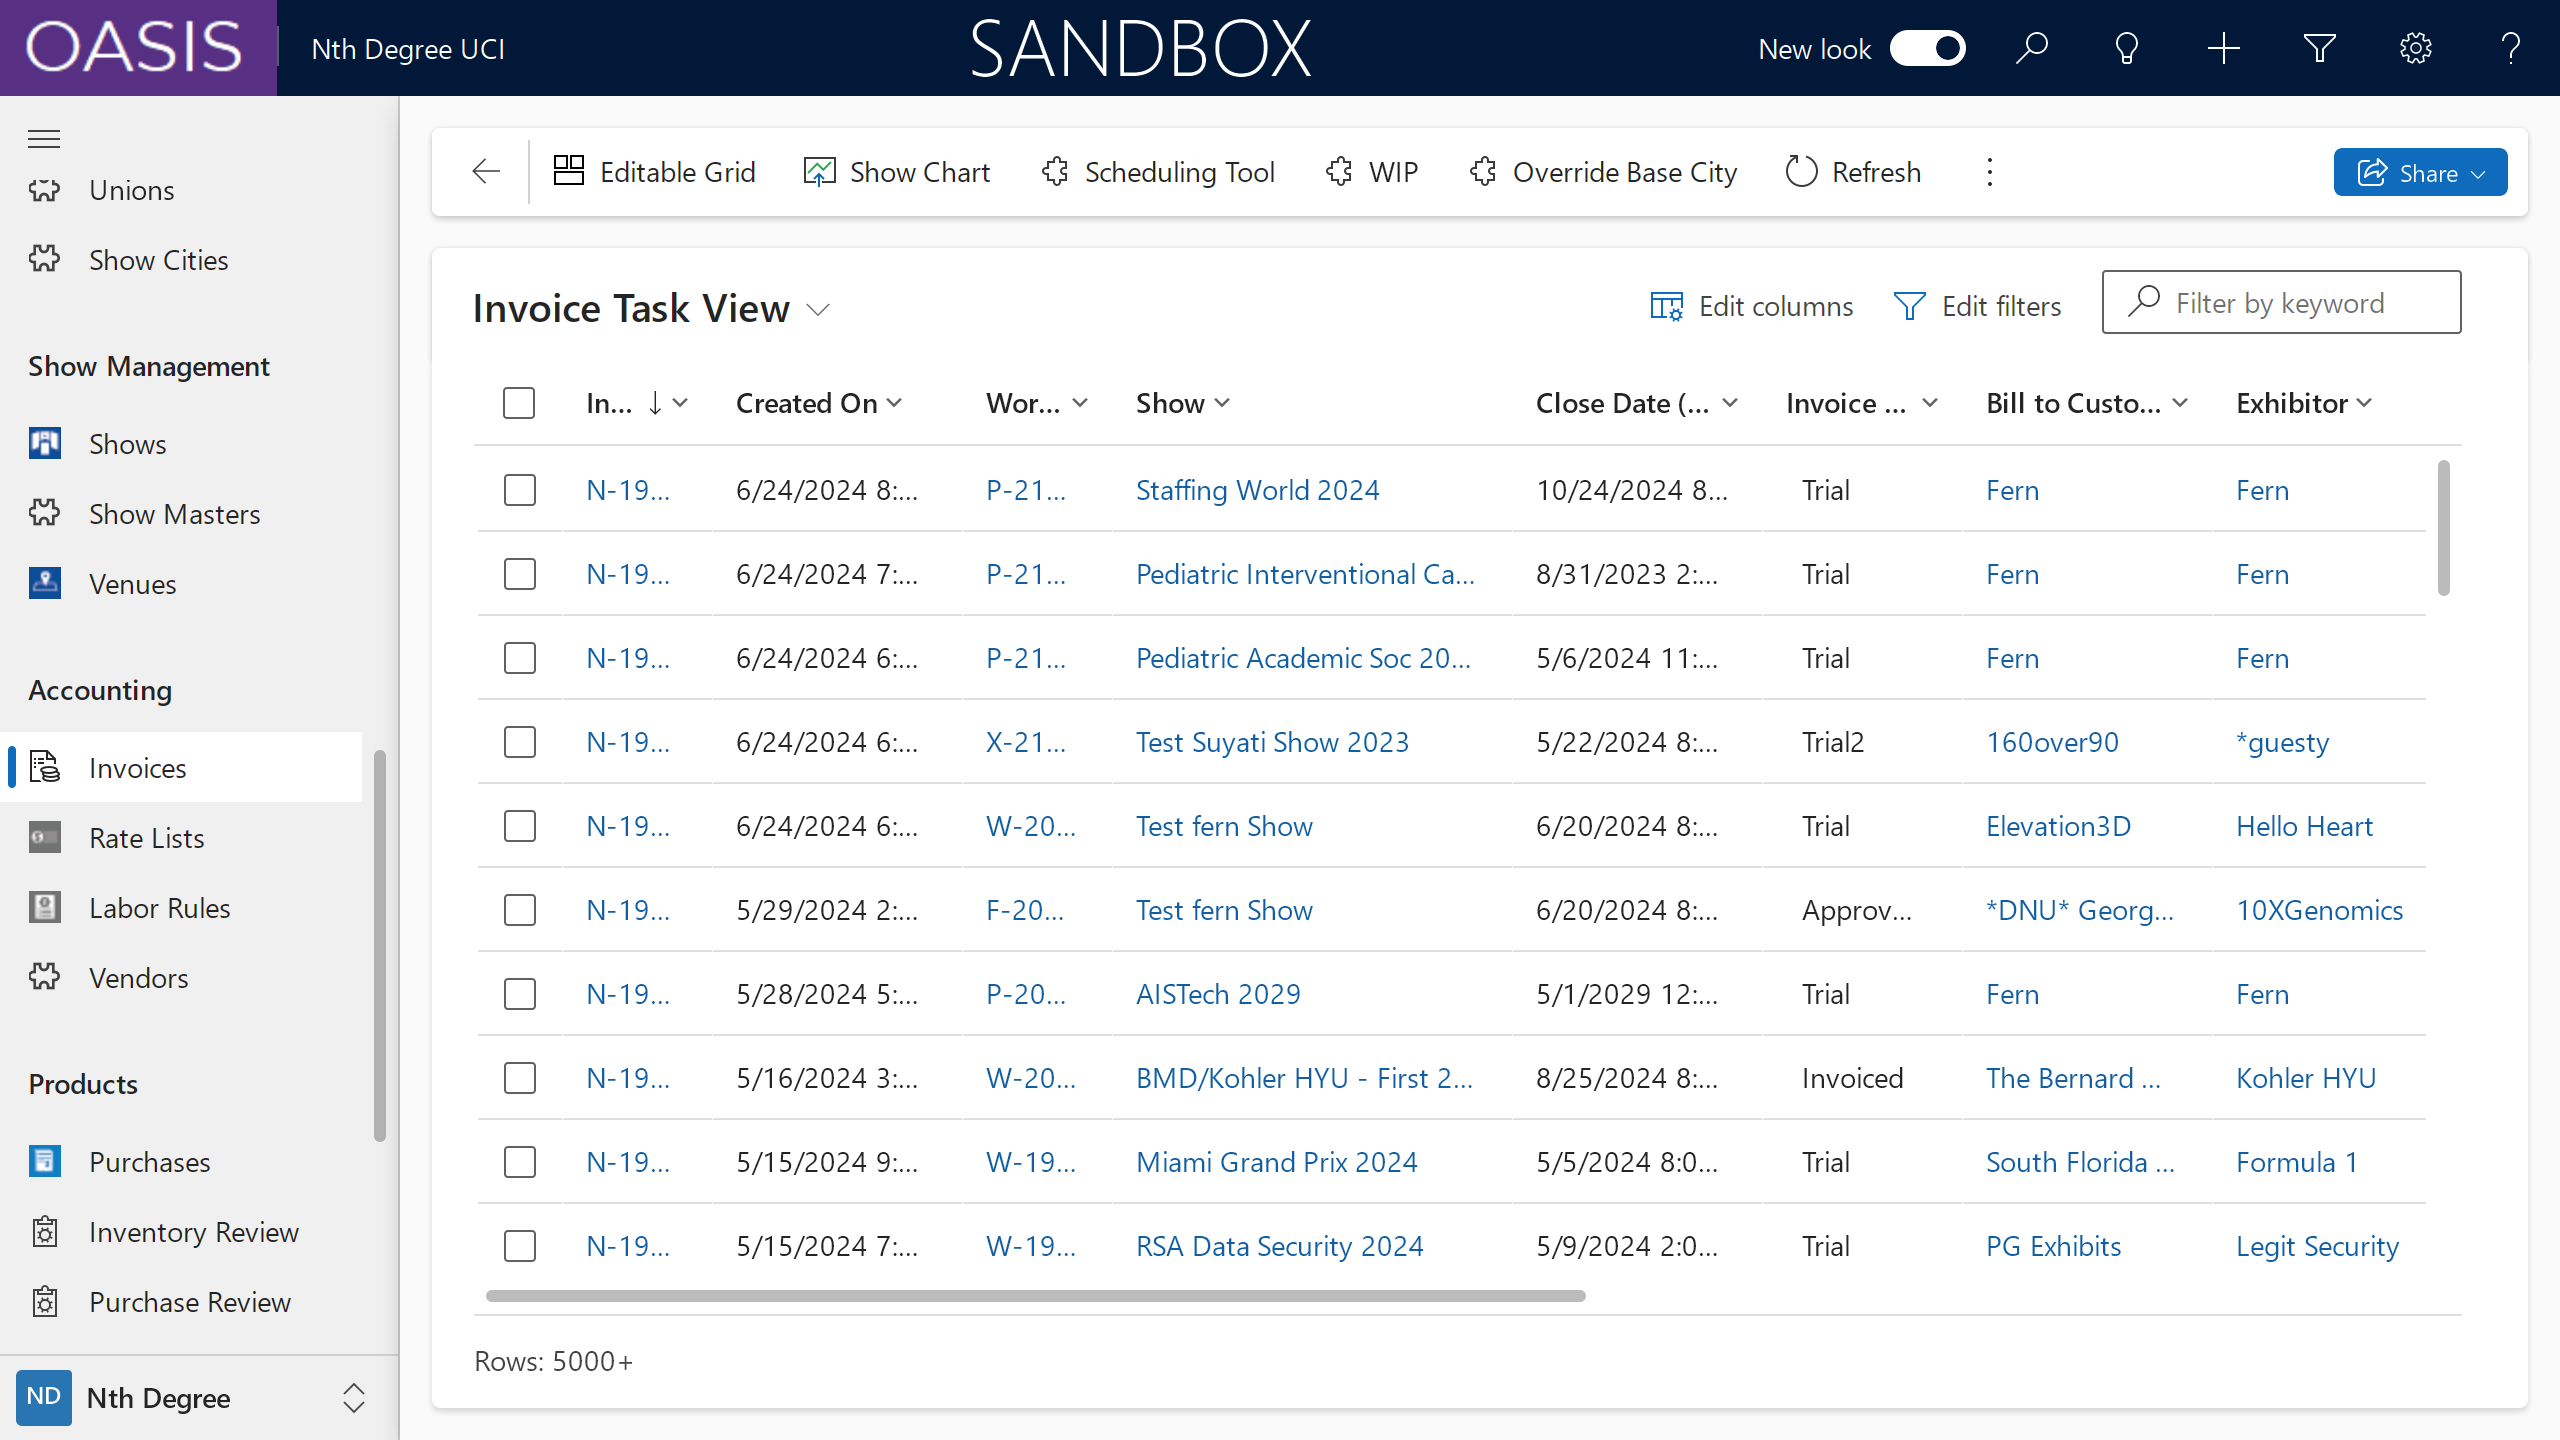 OASIS
Nth Degree UCI
SANDBOX
New look
Unions
Show Cities
Show Management
Shows
Show Masters
Venues
Accounting
Invoices
Rate Lists
Labor Rules
Vendors
Products
Purchases
Inventory Review
Purchase Review
ND Nth Degree
Editable Grid Show Chart Scheduling Tool WIP Override Base City Refresh Share
Invoice Task View
Edit columns Edit filters Filter by keyword
In... Created On Wor... Show Close Date (... Invoice ... Bill to Custo... Exhibitor
N-19... 6/24/2024 8:... P-21... Staffing World 2024 10/24/2024 8... Trial Fern Fern
N-19... 6/24/2024 7:... P-21... Pediatric Interventional Ca... 8/31/2023 2:... Trial Fern Fern
N-19... 6/24/2024 6:... P-21... Pediatric Academic Soc 20... 5/6/2024 11:... Trial Fern Fern
N-19... 6/24/2024 6:... X-21... Test Suyati Show 2023 5/22/2024 8:... Trial2 160over90 *guesty
N-19... 6/24/2024 6:... W-20... Test fern Show 6/20/2024 8:... Trial Elevation3D Hello Heart
N-19... 5/29/2024 2:... F-20... Test fern Show 6/20/2024 8:... Approv... *DNU* Georg... 10XGenomics
N-19... 5/28/2024 5:... P-20... AISTech 2029 5/1/2029 12:... Trial Fern Fern
N-19... 5/16/2024 3:... W-20... BMD/Kohler HYU - First 2... 8/25/2024 8:... Invoiced The Bernard ... Kohler HYU
N-19... 5/15/2024 9:... W-19... Miami Grand Prix 2024 5/5/2024 8:0... Trial South Florida ... Formula 1
N-19... 5/15/2024 7:... W-19... RSA Data Security 2024 5/9/2024 2:0... Trial PG Exhibits Legit Security
Rows: 5000+